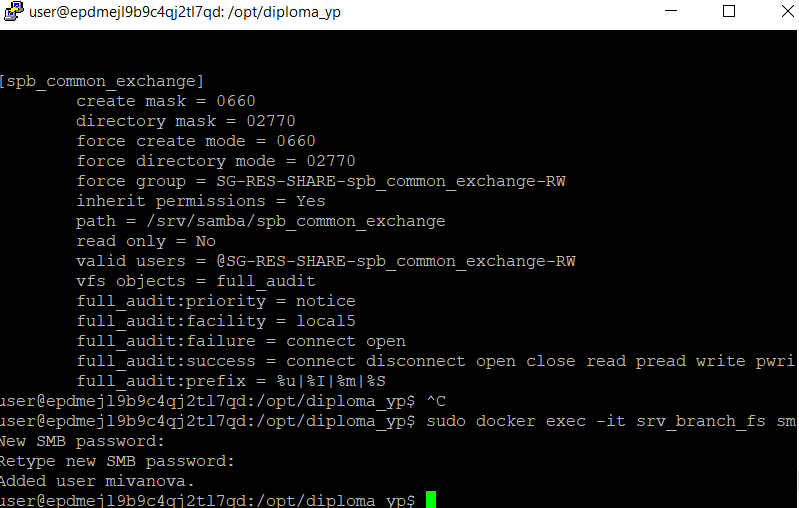 user@epdmejl9b9c4qj2tl7qd: /opt/diploma_yp
[spb_common_exchange]
create mask = 0660
directory mask = 02770
force create mode = 0660
force directory mode = 02770
force group = SG-RES-SHARE-spb_common_exchange-RW
inherit permissions = Yes
path = /srv/samba/spb_common_exchange
read only = No
valid users = @SG-RES-SHARE-spb_common_exchange-RW
vfs objects = full_audit
full_audit:priority = notice
full_audit:facility = local5
full_audit:failure = connect open
full_audit:success = connect disconnect open close read pread write pwri
full_audit:prefix = %u|%I|%m|%S
user@epdmejl9b9c4qj2tl7qd:/opt/diploma_yp$ ^C
user@epdmejl9b9c4qj2tl7qd:/opt/diploma_yp$ sudo docker exec -it srv_branch_fs sm
New SMB password:
Retype new SMB password:
Added user mivanova.
user@epdmejl9b9c4qj2tl7qd:/opt/diploma_yp$